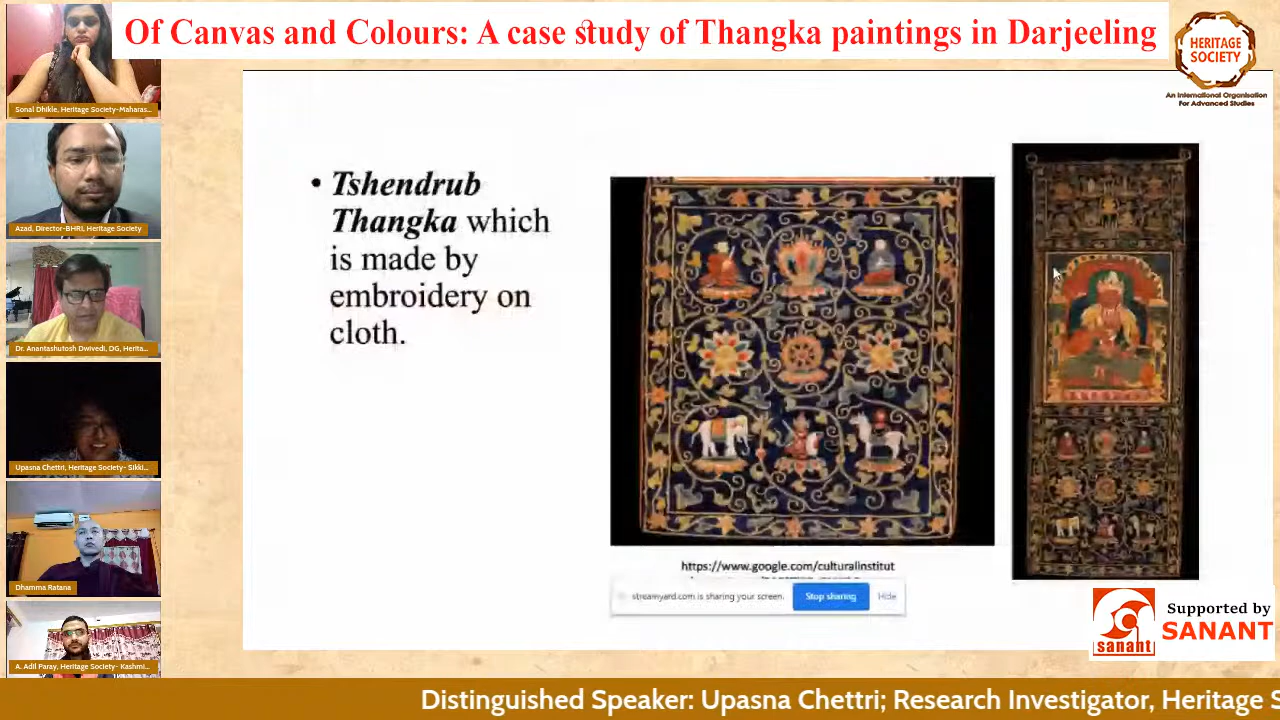 Of Canvas and Colours: A case study of Thangka paintings in Darjeeling
HERITAGE
SOCIETY
An International Organisation
For Advanced Studies
Sonal Dhikle, Heritage Society-Maharas...
Azad, Director-BHRI, Heritage Society
Dr. Anantashutosh Dwivedi, DG, Herita...
Upasna Chettri, Heritage Society- Sikki...
Dhamma Ratana
A. Adil Paray, Heritage Society- Kashmi...
• Tshendrub
Thangka which
is made by
embroidery on
cloth.
https://www.google.com/culturalinstitut
streamyard.com is sharing your screen.
Stop sharing
Hide
sanant
Supported by
SANANT
Distinguished Speaker: Upasna Chettri; Research Investigator, Heritage S